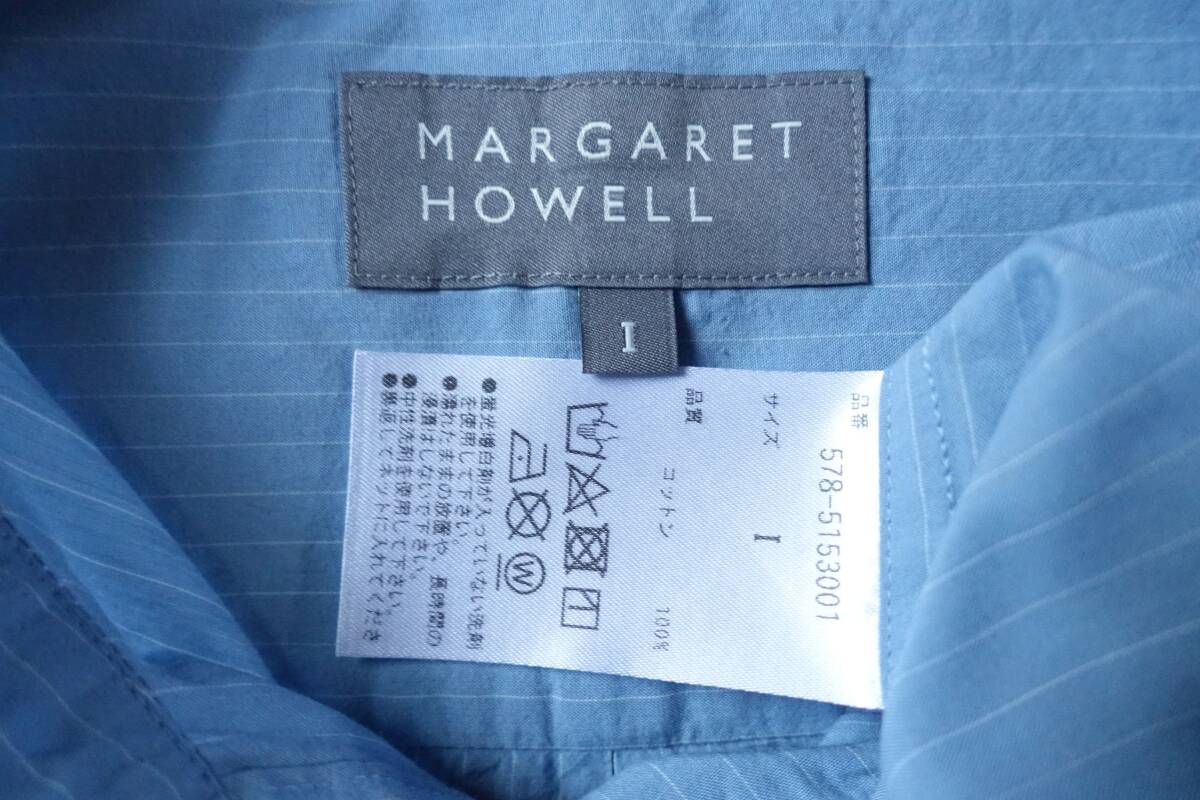 MARGARET
HOWELL
I
品番 578-5153001
サイズ I
品質 コットン 100%
W
●蛍光増白剤が入っていない洗剤
を使用して下さい。
●濡れたままの放置や、長時間の
浸漬はしないで下さい。
●中性洗剤を使用して下さい。
●裏返してネットに入れてくださ